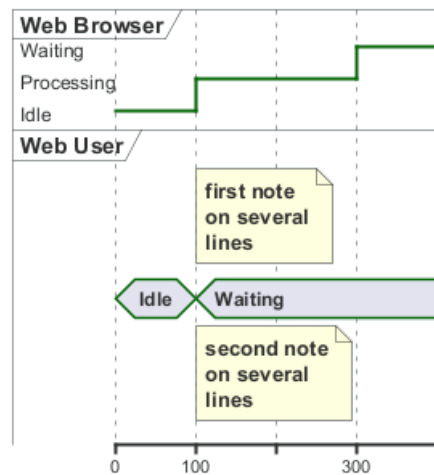 Web Browser
Waiting
Processing
Idle
Web User
first note
on several
lines
Idle
Waiting
second note
on several
lines
0
100
300